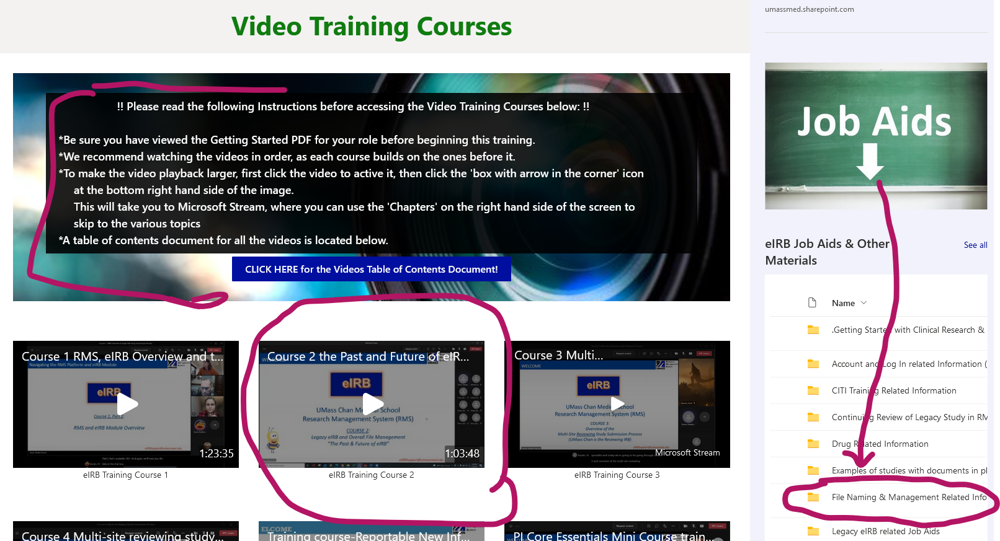 Video Training Courses
!! Please read the following Instructions before accessing the Video Training Courses below: !!
*Be sure you have viewed the Getting Started PDF for your role before beginning this training.
*We recommend watching the videos in order, as each course builds on the ones before it.
*To make the video playback larger, first click the video to active it, then click the 'box with arrow in the corner' icon
at the bottom right hand side of the image.
This will take you to Microsoft Stream, where you can use the 'Chapters' on the right hand side of the screen to
skip to the various topics
*A table of contents document for all the videos is located below.
CLICK HERE for the Videos Table of Contents Document!
Course 1 RMS, eIRB Overview and t...
Navigating the RMS Platform and eIRB Module
eIRB
Course 1, Part 1:
RMS and eIRB Module Overview
1:23:35
eIRB Training Course 1
Course 2 the Past and Future of eIR...
WELCOME
eIRB
UMass Chan Medical School
Research Management System (RMS)
COURSE 2:
Legacy eIRB and Overall File Management
"The Past & Future of eIRB"
1:03:48
eIRB Training Course 2
Course 3 Multi...
WELCOME
eIRB
UMass Chan Medical School
Research Management System (RMS)
COURSE 3:
Overview of the
Multi-Site Reviewing Study Submission Process
(UMass Chan is the Reviewing IRB)
Microsoft Stream
eIRB Training Course 3
Course 4 Multi-site reviewing study...
ELCOME
Training course-Reportable New Inf...
PI Core Essentials Mini Course train...
umassmed.sharepoint.com
Job Aids
eIRB Job Aids & Other
Materials
See all
Name
.Getting Started with Clinical Research &
Account and Log In related Information (
CITI Training Related Information
Continuing Review of Legacy Study in RM
Drug Related Information
Examples of studies with documents in pl
File Naming & Management Related Info
Legacy eIRB related Job Aids